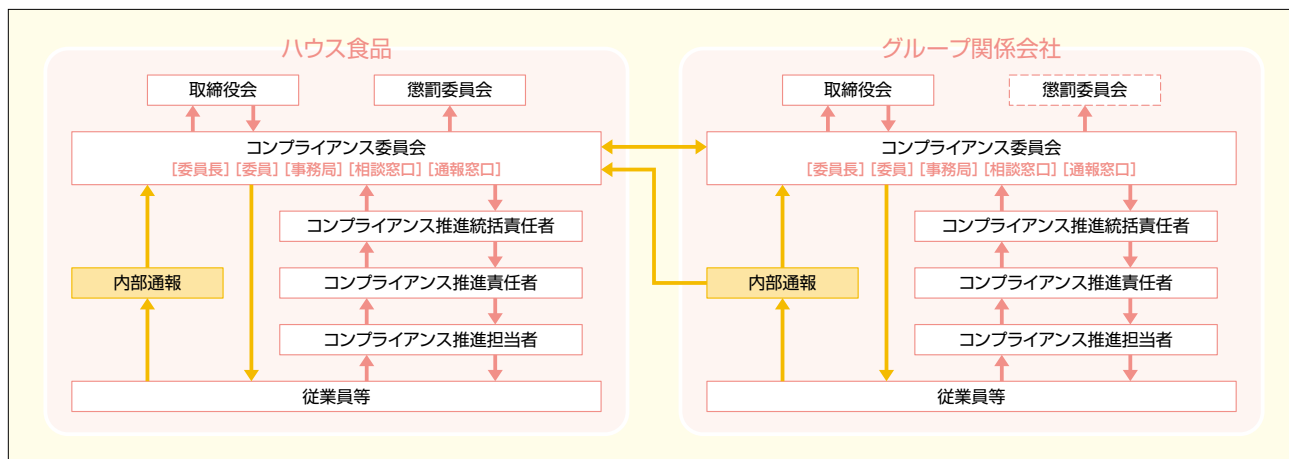 ハウス食品
取締役会
懲罰委員会
コンプライアンス委員会
[委員長] [委員] [事務局] [相談窓口] [通報窓口]
コンプライアンス推進統括責任者
内部通報
コンプライアンス推進責任者
コンプライアンス推進担当者
従業員等
グループ関係会社
取締役会
懲罰委員会
コンプライアンス委員会
[委員長] [委員] [事務局] [相談窓口] [通報窓口]
コンプライアンス推進統括責任者
内部通報
コンプライアンス推進責任者
コンプライアンス推進担当者
従業員等